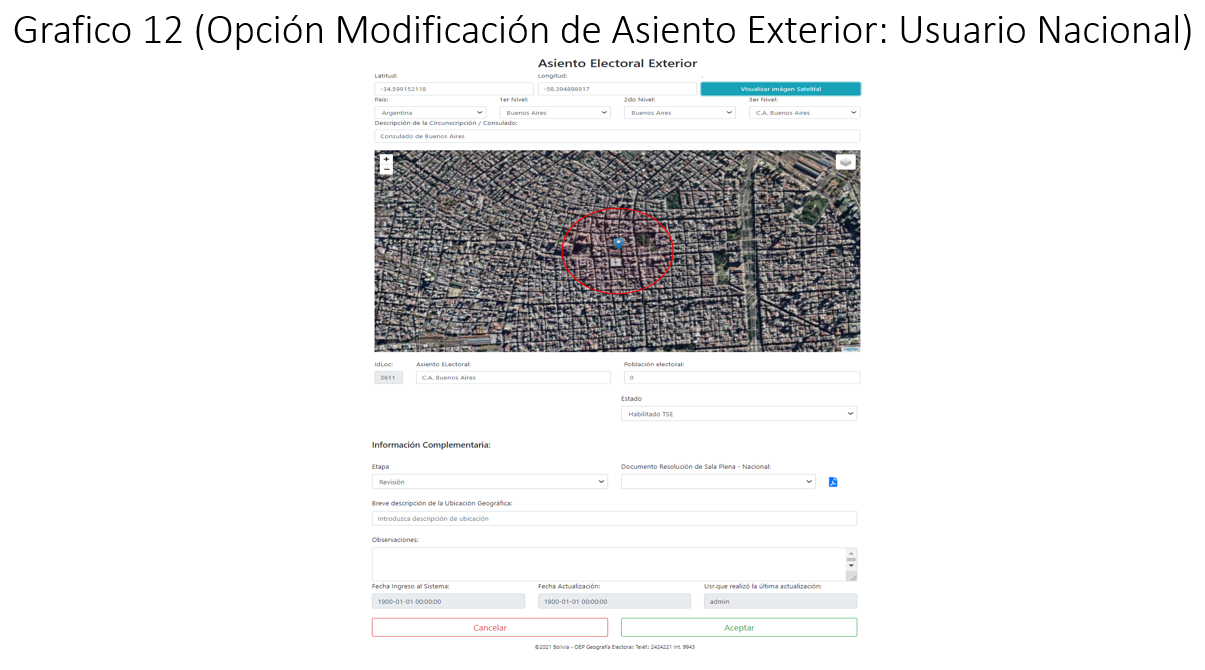 Grafico 12 (Opción Modificación de Asiento Exterior: Usuario Nacional)
Asiento Electoral Exterior
Latitud: Longitud: .
-34.599152118 -58.394898917 Visualizar imágen Satelital
País: 1er Nivel: 2do Nivel: 3er Nivel:
Argentina Buenos Aires Buenos Aires C.A. Buenos Aires
Descripción de la Circunscripción / Consulado:
Consulado de Buenos Aires
+
−
Leaflet
idLoc: Asiento ELectoral: Población electoral:
3611 C.A. Buenos Aires 0
Estado
Habilitado TSE
Información Complementaria:
Etapa Documento Resolución de Sala Plena - Nacional:
Revisión
Breve descripción de la Ubicación Geográfica:
Introduzca descripción de ubicación
Observaciones:
Fecha Ingreso al Sistema: Fecha Actualización: Usr.que realizó la última actualización:
1900-01-01 00:00:00 1900-01-01 00:00:00 admin
Cancelar Aceptar
©2021 Bolivia - OEP Geografía Electoral: Teléf.: 2424221 Int. 9943